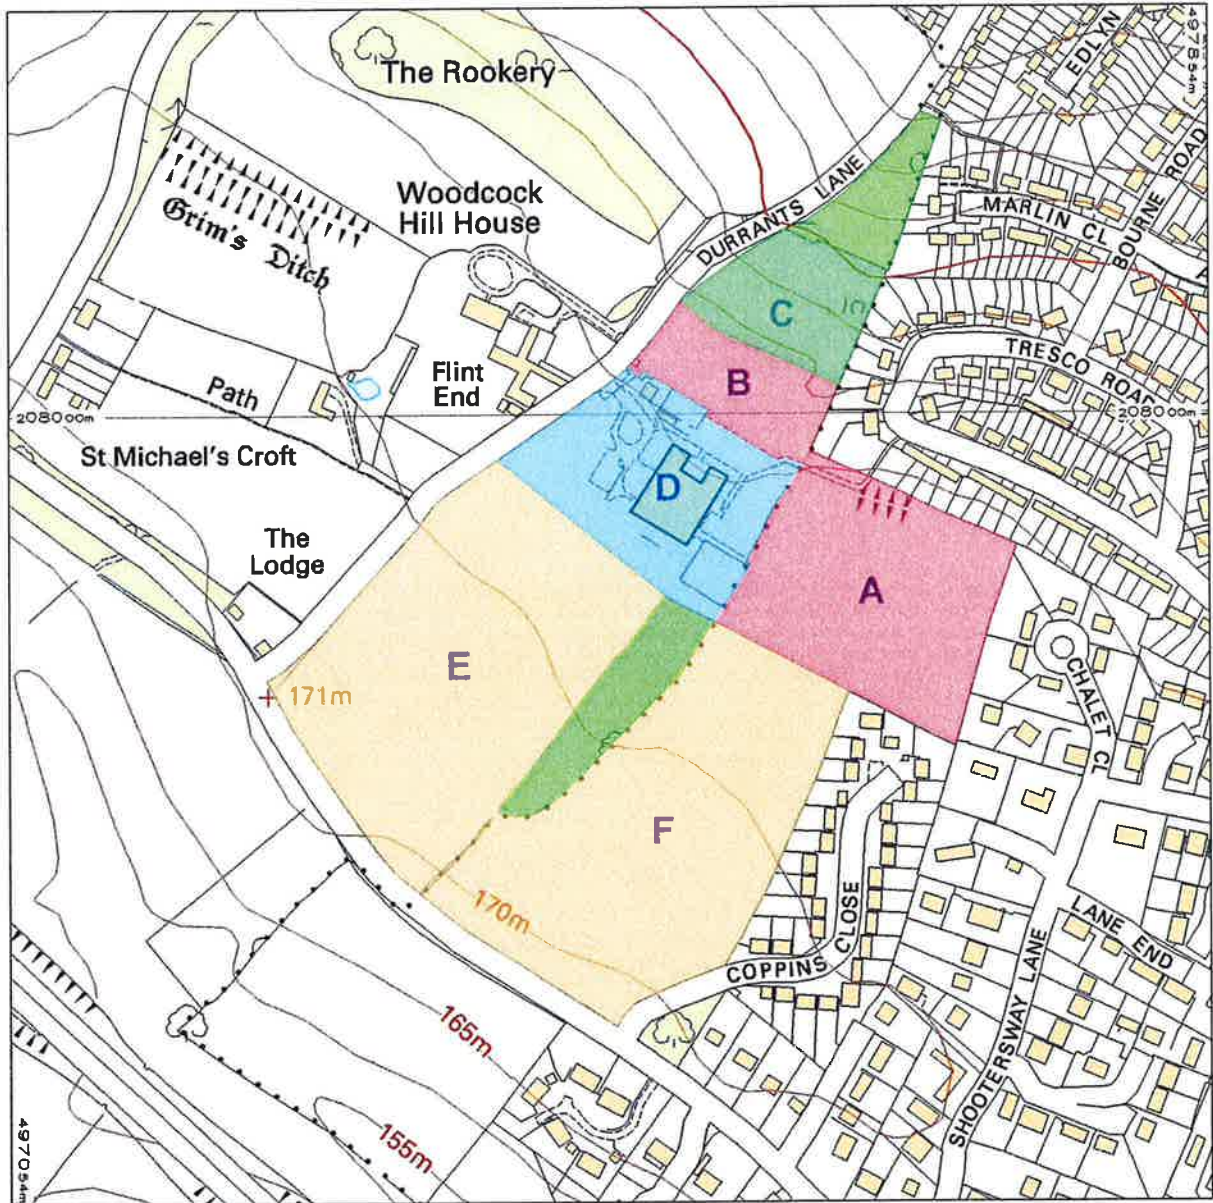 497854m
EDLYN
The Rookery
BOURNE ROAD
DURRANTS LANE
Woodcock
Hill House
MARLIN CL
Grim's Ditch
C
TRESCO ROAD
Flint
End
B
Path
208000m
208000m
St Michael's Croft
D
The
Lodge
A
E
171m
CHALET CL
F
170m
COPPINS CLOSE
LANE END
SHOOTERSWAY LANE
165m
155m
497054m